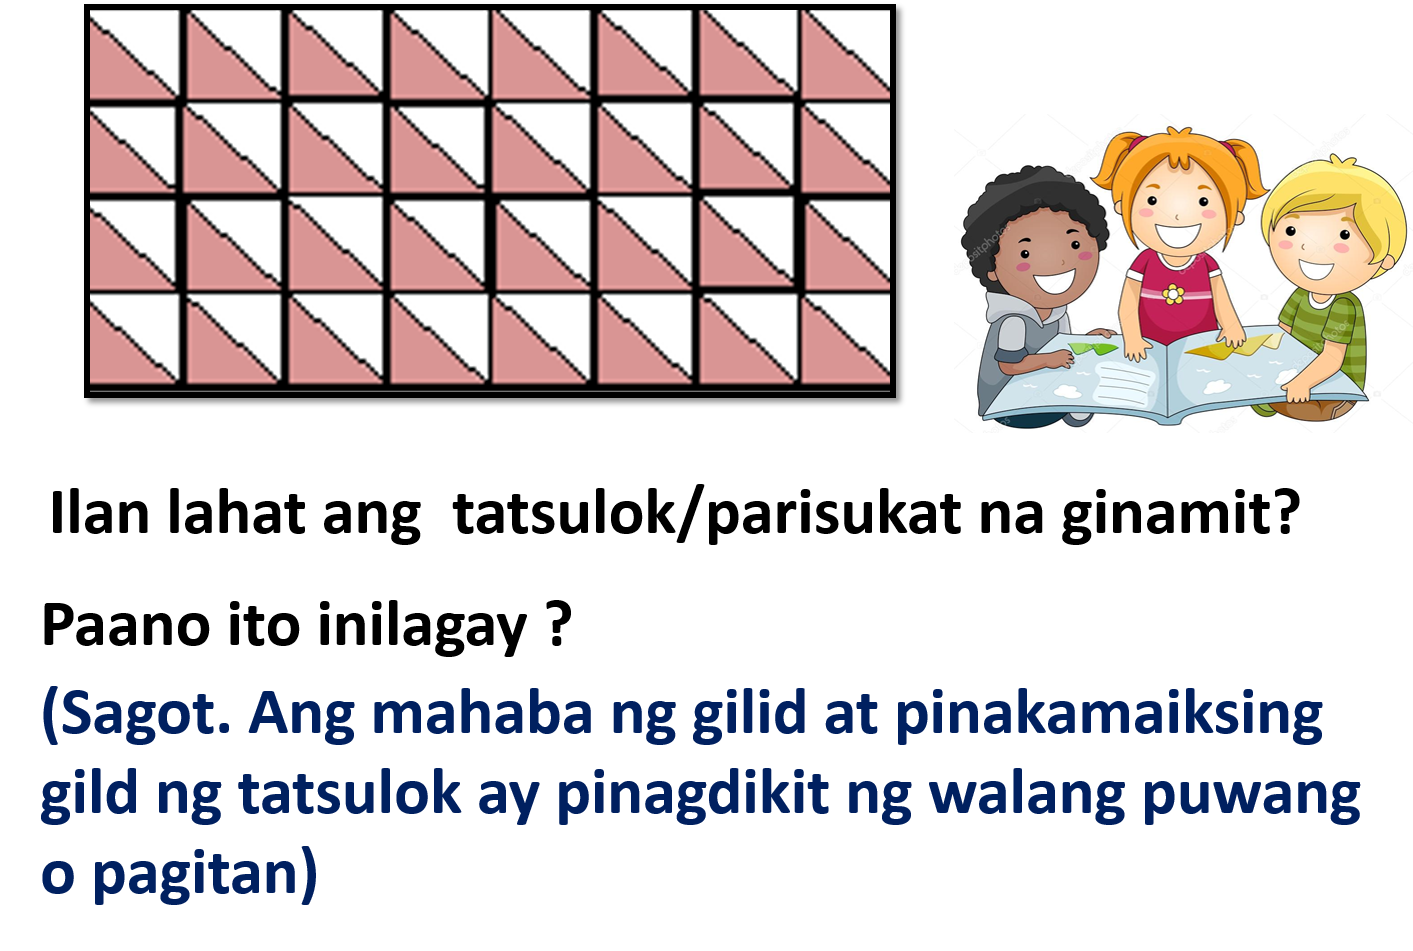 Ilan lahat ang tatsulok/parisukat na ginamit?
Paano ito inilagay ?
(Sagot. Ang mahaba ng gilid at pinakamaiksing
gild ng tatsulok ay pinagdikit ng walang puwang
o pagitan)